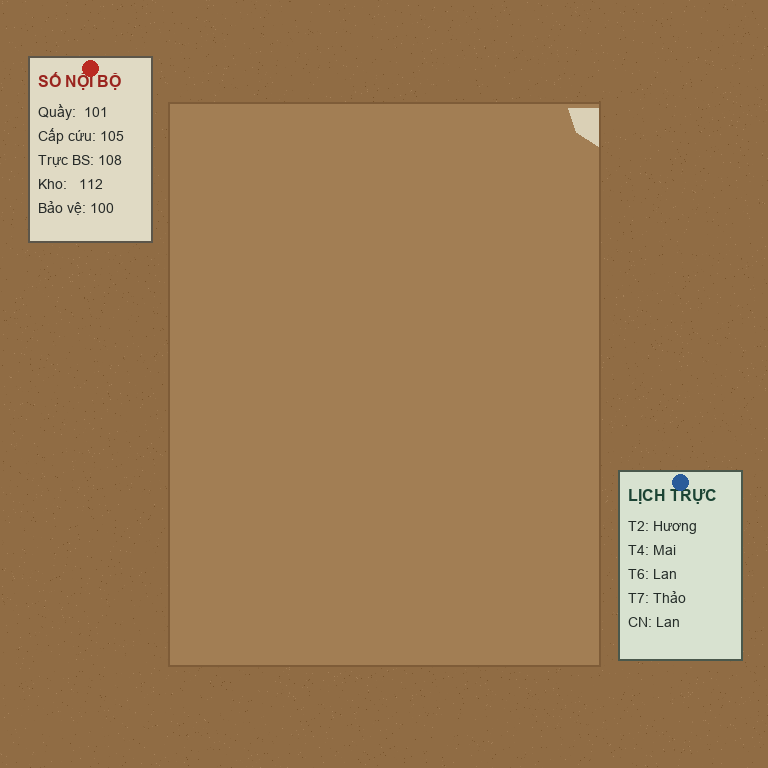 SỐ NỘI BỘ
Quầy: 101
Cấp cứu: 105
Trực BS: 108
Kho: 112
Bảo vệ: 100
LỊCH TRỰC
T2: Hương
T4: Mai
T6: Lan
T7: Thảo
CN: Lan